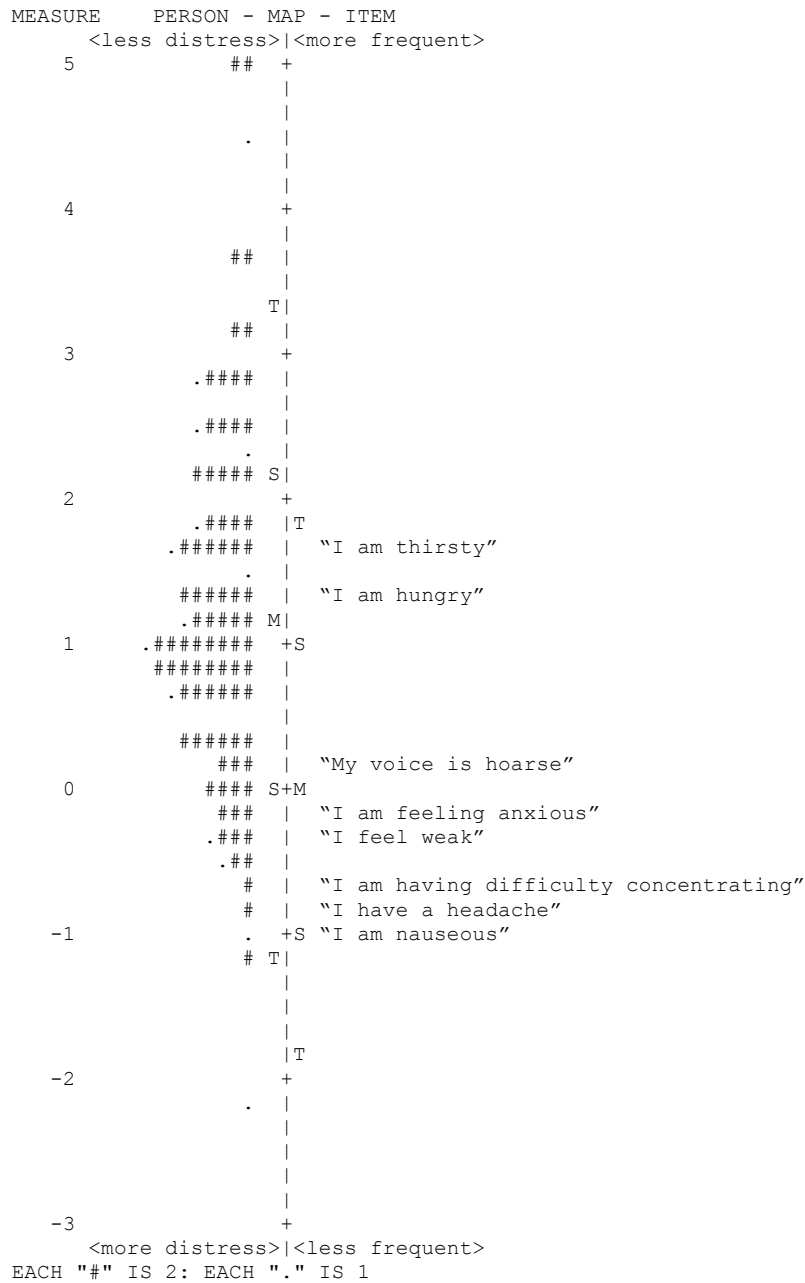 MEASURE    PERSON - MAP - ITEM
      <less distress>|<more frequent>
    5            ##  +
                     |
                     |
                  .  |
                     |
                     |
    4                +
                     |
                 ##  |
                     |
                    T|
                 ##  |
    3                +
              .####  |
                     |
              .####  |
                  .  |
              ##### S|
    2                +
              .####  |T
            .######  |  “I am thirsty”
                  .  |
             ######  |  “I am hungry”
             .##### M|
    1     .########  +S
           ########  |
            .######  |
                     |
             ######  |
                ###  |  “My voice is hoarse”
    0          #### S+M
                ###  |  “I am feeling anxious”
               .###  |  “I feel weak”
                .##  |
                  #  |  “I am having difficulty concentrating”
                  #  |  “I have a headache”
   -1             .  +S “I am nauseous”
                  # T|
                     |
                     |
                     |
                     |T
   -2                +
                  .  |
                     |
                     |
                     |
                     |
   -3                +
      <more distress>|<less frequent>
EACH "#" IS 2: EACH "." IS 1